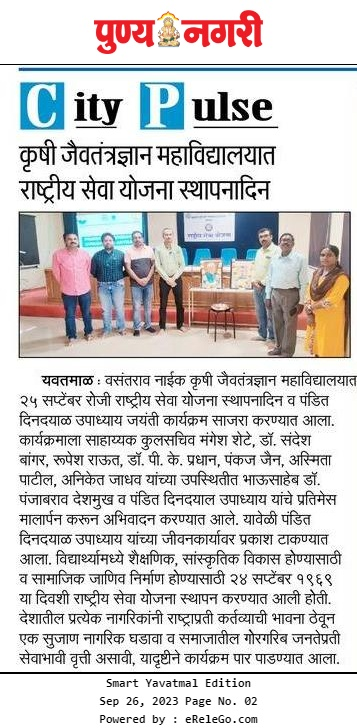 पुण्य नगरी
City Pulse
कृषी जैवतंत्रज्ञान महाविद्यालयात
राष्ट्रीय सेवा योजना स्थापनादिन
यवतमाळ : वसंतराव नाईक कृषी जैवतंत्रज्ञान महाविद्यालयात
२५ सप्टेंबर रोजी राष्ट्रीय सेवा योजना स्थापनादिन व पंडित
दिनदयाळ उपाध्याय जयंती कार्यक्रम साजरा करण्यात आला.
कार्यक्रमाला साहाय्यक कुलसचिव मंगेश शेटे, डॉ. संदेश
बांगर, रूपेश राऊत, डॉ. पी. के. प्रधान, पंकज जैन, अस्मिता
पाटील, अनिकेत जाधव यांच्या उपस्थितीत भाऊसाहेब डॉ.
पंजाबराव देशमुख व पंडित दिनदयाल उपाध्याय यांचे प्रतिमेस
मालार्पन करून अभिवादन करण्यात आले. यावेळी पंडित
दिनदयाळ उपाध्याय यांच्या जीवनकार्यावर प्रकाश टाकण्यात
आला. विद्यार्थ्यामध्ये शैक्षणिक, सांस्कृतिक विकास होण्यासाठी
व सामाजिक जाणिव निर्माण होण्यासाठी २४ सप्टेंबर १९६९
या दिवशी राष्ट्रीय सेवा योजना स्थापन करण्यात आली होती.
देशातील प्रत्येक नागरिकांनी राष्ट्राप्रती कर्तव्याची भावना ठेवून
एक सुजाण नागरिक घडावा व समाजातील गोरगरिब जनतेप्रती
सेवाभावी वृत्ती असावी, यादृष्टीने कार्यक्रम पार पाडण्यात आला.
Smart Yavatmal Edition
Sep 26, 2023 Page No. 02
Powered by : eReleGo.com